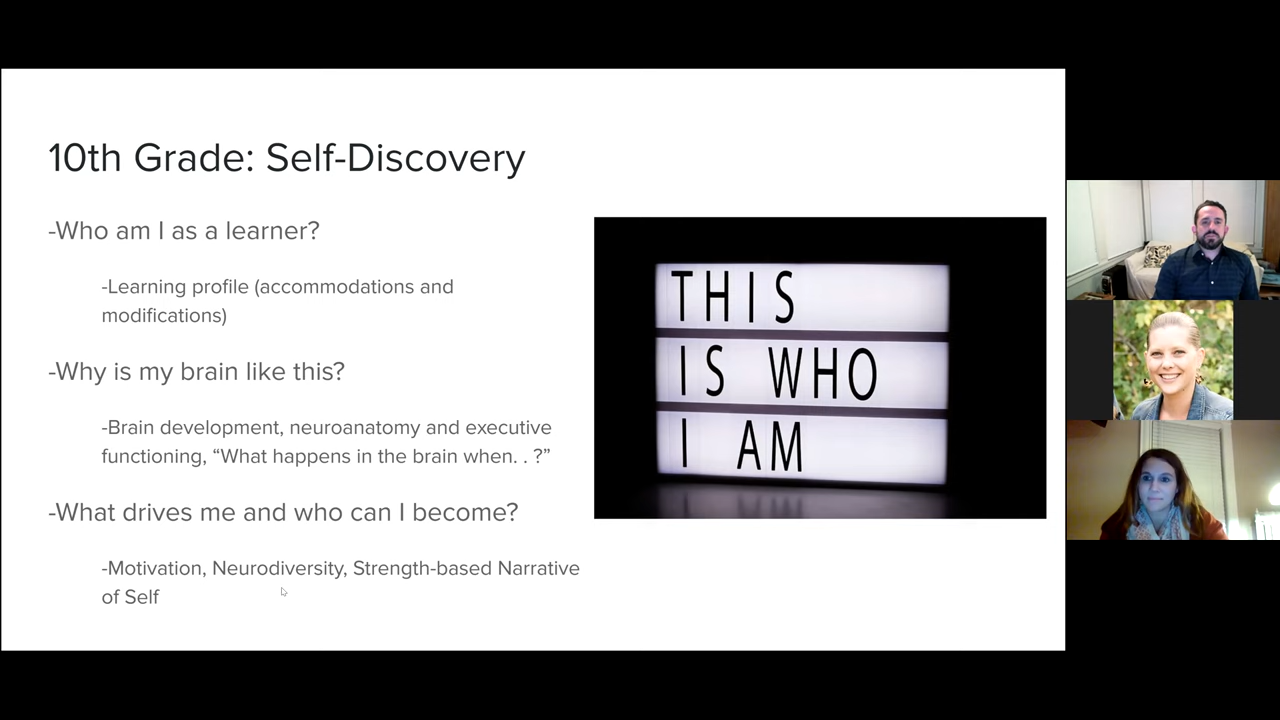 10th Grade: Self-Discovery
-Who am I as a learner?
-Learning profile (accommodations and
modifications)
-Why is my brain like this?
-Brain development, neuroanatomy and executive
functioning, “What happens in the brain when. . ?”
-What drives me and who can I become?
-Motivation, Neurodiversity, Strength-based Narrative
of Self
THIS
IS WHO
I AM